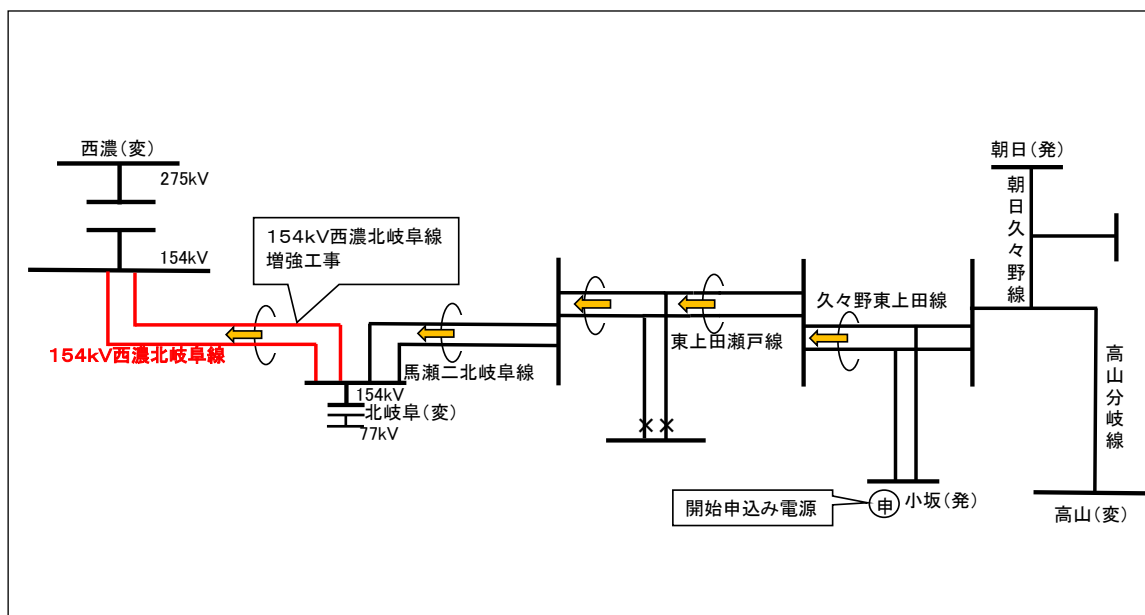 西濃(変)
275kV
154kV
154kV西濃北岐阜線
増強工事
154kV西濃北岐阜線
馬瀬二北岐阜線
154kV
北岐阜(変)
77kV
東上田瀬戸線
久々野東上田線
朝日(発)
朝日久々野線
高山分岐線
開始申込み電源
申
小坂(発)
高山(変)